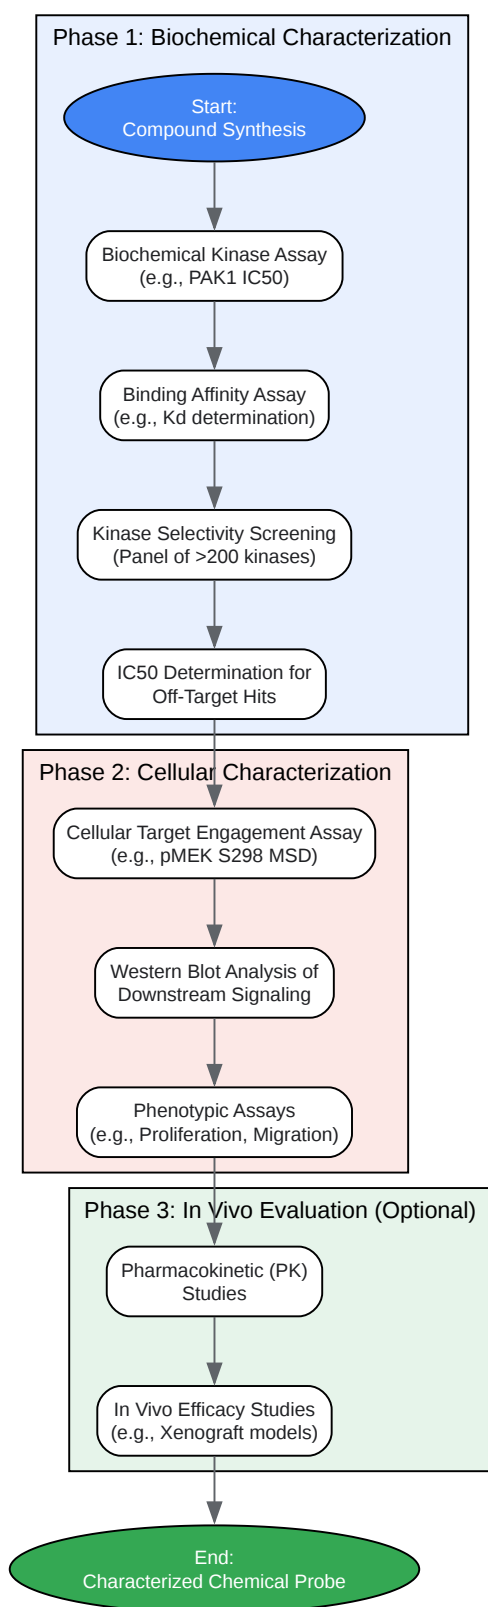 Phase 1: Biochemical Characterization
Start:
Compound Synthesis
Biochemical Kinase Assay
(e.g., PAK1 IC50)
Binding Affinity Assay
(e.g., Kd determination)
Kinase Selectivity Screening
(Panel of >200 kinases)
IC50 Determination for
Off-Target Hits
Phase 2: Cellular Characterization
Cellular Target Engagement Assay
(e.g., pMEK S298 MSD)
Western Blot Analysis of
Downstream Signaling
Phenotypic Assays
(e.g., Proliferation, Migration)
Phase 3: In Vivo Evaluation (Optional)
Pharmacokinetic (PK)
Studies
In Vivo Efficacy Studies
(e.g., Xenograft models)
End:
Characterized Chemical Probe